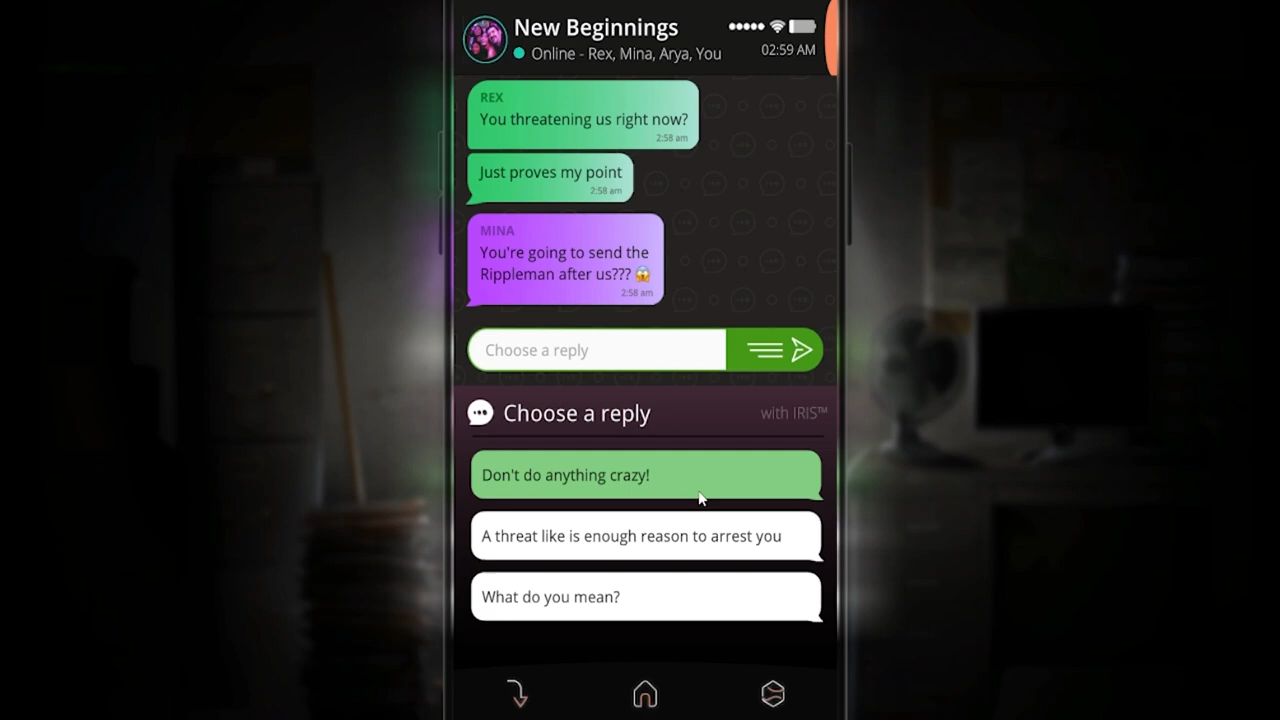 New Beginnings
Online - Rex, Mina, Arya, You
02:59 AM
REX
You threatening us right now?
2:58 am
Just proves my point
2:58 am
MINA
You're going to send the
Rippleman after us??? 😱
2:58 am
Choose a reply
Choose a reply
with IRIS™
Don't do anything crazy!
A threat like is enough reason to arrest you
What do you mean?